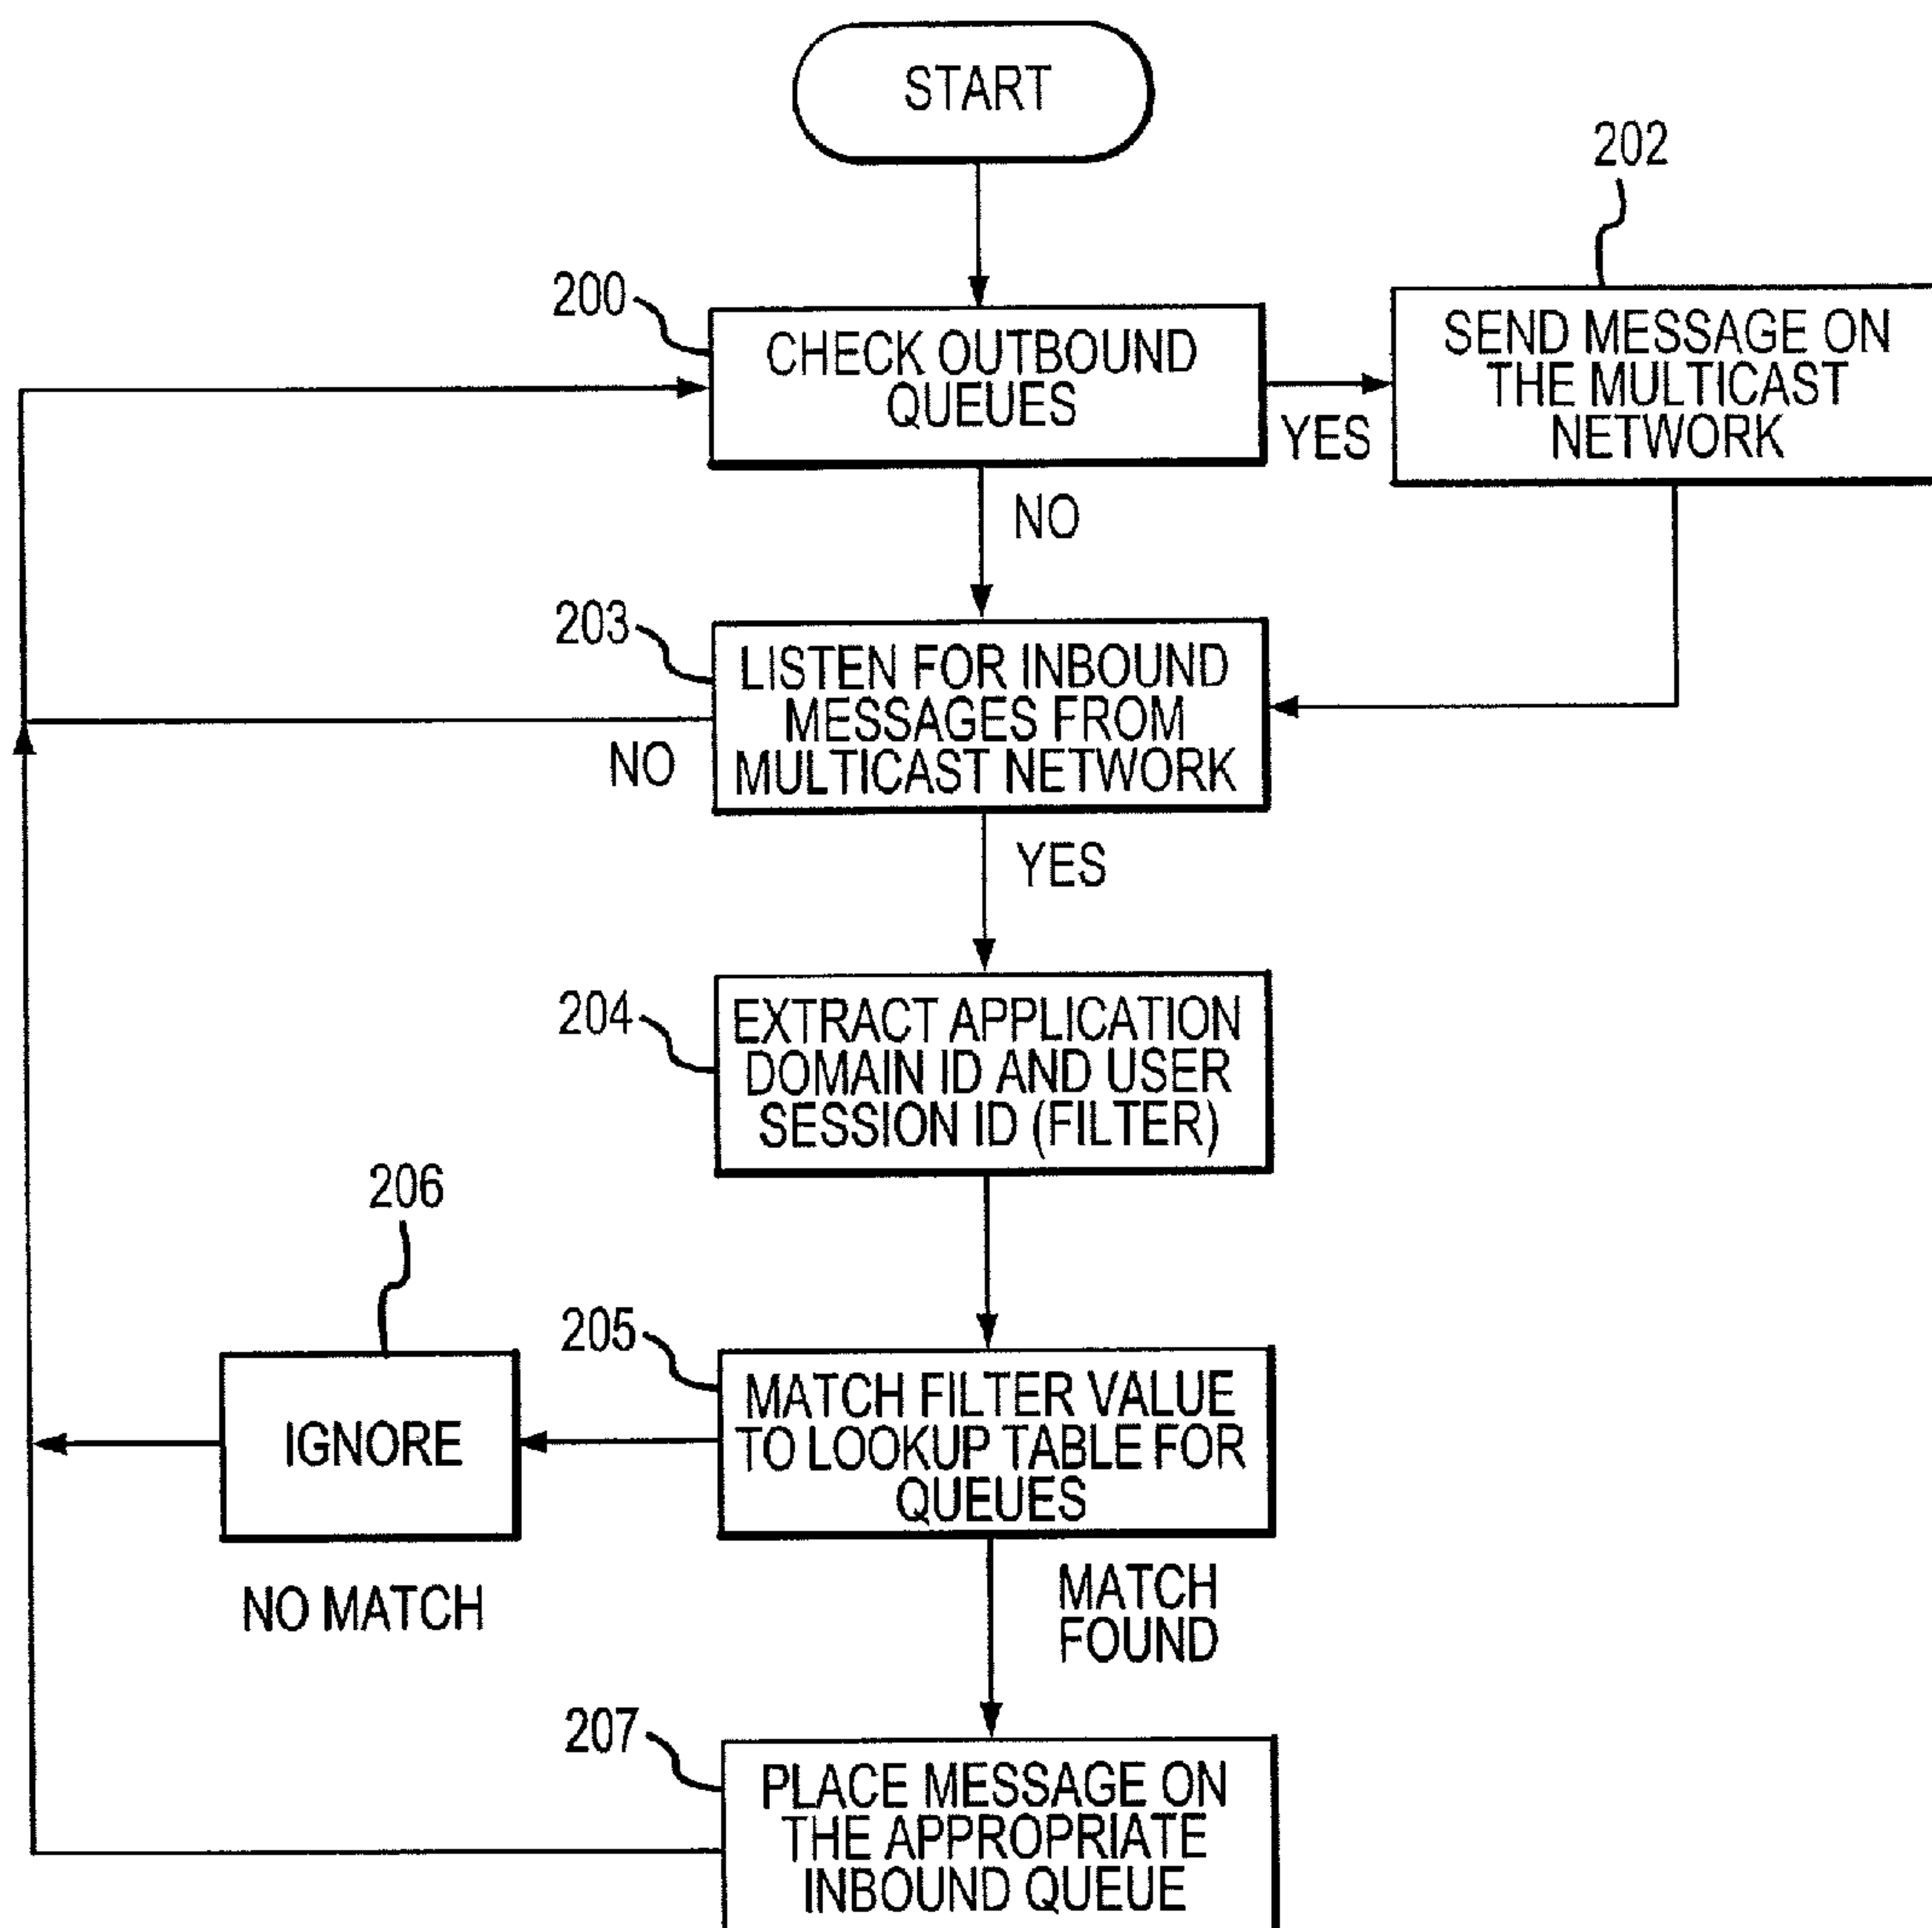 START
202
200
CHECK OUTBOUND
QUEUES
YES
SEND MESSAGE ON
THE MULTICAST
NETWORK
NO
203
LISTEN FOR INBOUND
MESSAGES FROM
MULTICAST NETWORK
NO
YES
204
EXTRACT APPLICATION
DOMAIN ID AND USER
SESSION ID (FILTER)
206
205
IGNORE
MATCH FILTER VALUE
TO LOOKUP TABLE FOR
QUEUES
NO MATCH
MATCH
FOUND
207
PLACE MESSAGE ON
THE APPROPRIATE
INBOUND QUEUE